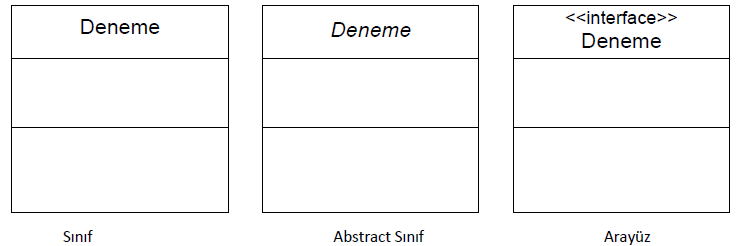 Deneme
Deneme
<<interface>>
Deneme
Sınıf
Abstract Sınıf
Arayüz